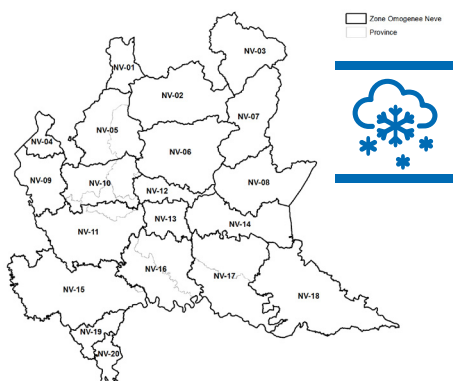 Zone Omogenee Neve
Province
NV-03
NV-01
NV-02
NV-07
NV-05
NV-04
NV-06
NV-09
NV-10
NV-12
NV-08
NV-13
NV-14
NV-11
NV-16
NV-17
NV-15
NV-18
NV-19
NV-20